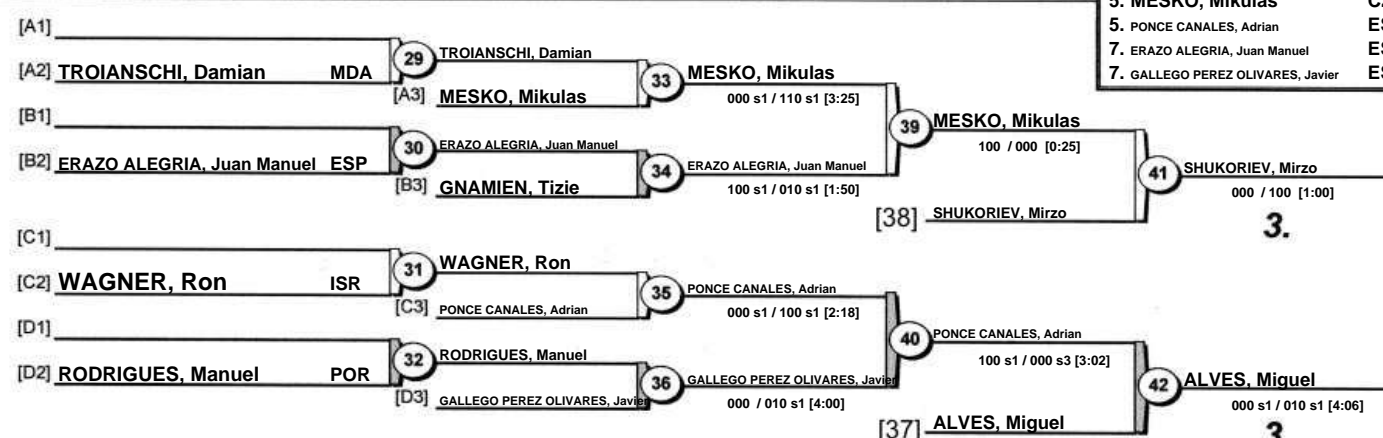 5. MESKO, Mikulas
5. PONCE CANALES, Adrian
7. ERAZO ALEGRIA, Juan Manuel
7. GALLEGO PEREZ OLIVARES, Javier
[A1]
[A2] TROIANSCHI, Damian MDA
29
TROIANSCHI, Damian
[A3] MESKO, Mikulas
33
MESKO, Mikulas
000 s1 / 110 s1 [3:25]
[B1]
[B2] ERAZO ALEGRIA, Juan Manuel ESP
30
ERAZO ALEGRIA, Juan Manuel
[B3] GNAMIEN, Tizie
34
ERAZO ALEGRIA, Juan Manuel
100 s1 / 010 s1 [1:50]
39
MESKO, Mikulas
100 / 000 [0:25]
[38] SHUKORIEV, Mirzo
41
SHUKORIEV, Mirzo
000 / 100 [1:00]
3.
[C1]
[C2] WAGNER, Ron ISR
31
WAGNER, Ron
[C3] PONCE CANALES, Adrian
35
PONCE CANALES, Adrian
000 s1 / 100 s1 [2:18]
[D1]
[D2] RODRIGUES, Manuel POR
32
RODRIGUES, Manuel
[D3] GALLEGO PEREZ OLIVARES, Javier
36
GALLEGO PEREZ OLIVARES, Javie
000 / 010 s1 [4:00]
40
PONCE CANALES, Adrian
100 s1 / 000 s3 [3:02]
[37] ALVES, Miguel
42
ALVES, Miguel
000 s1 / 010 s1 [4:06]
3